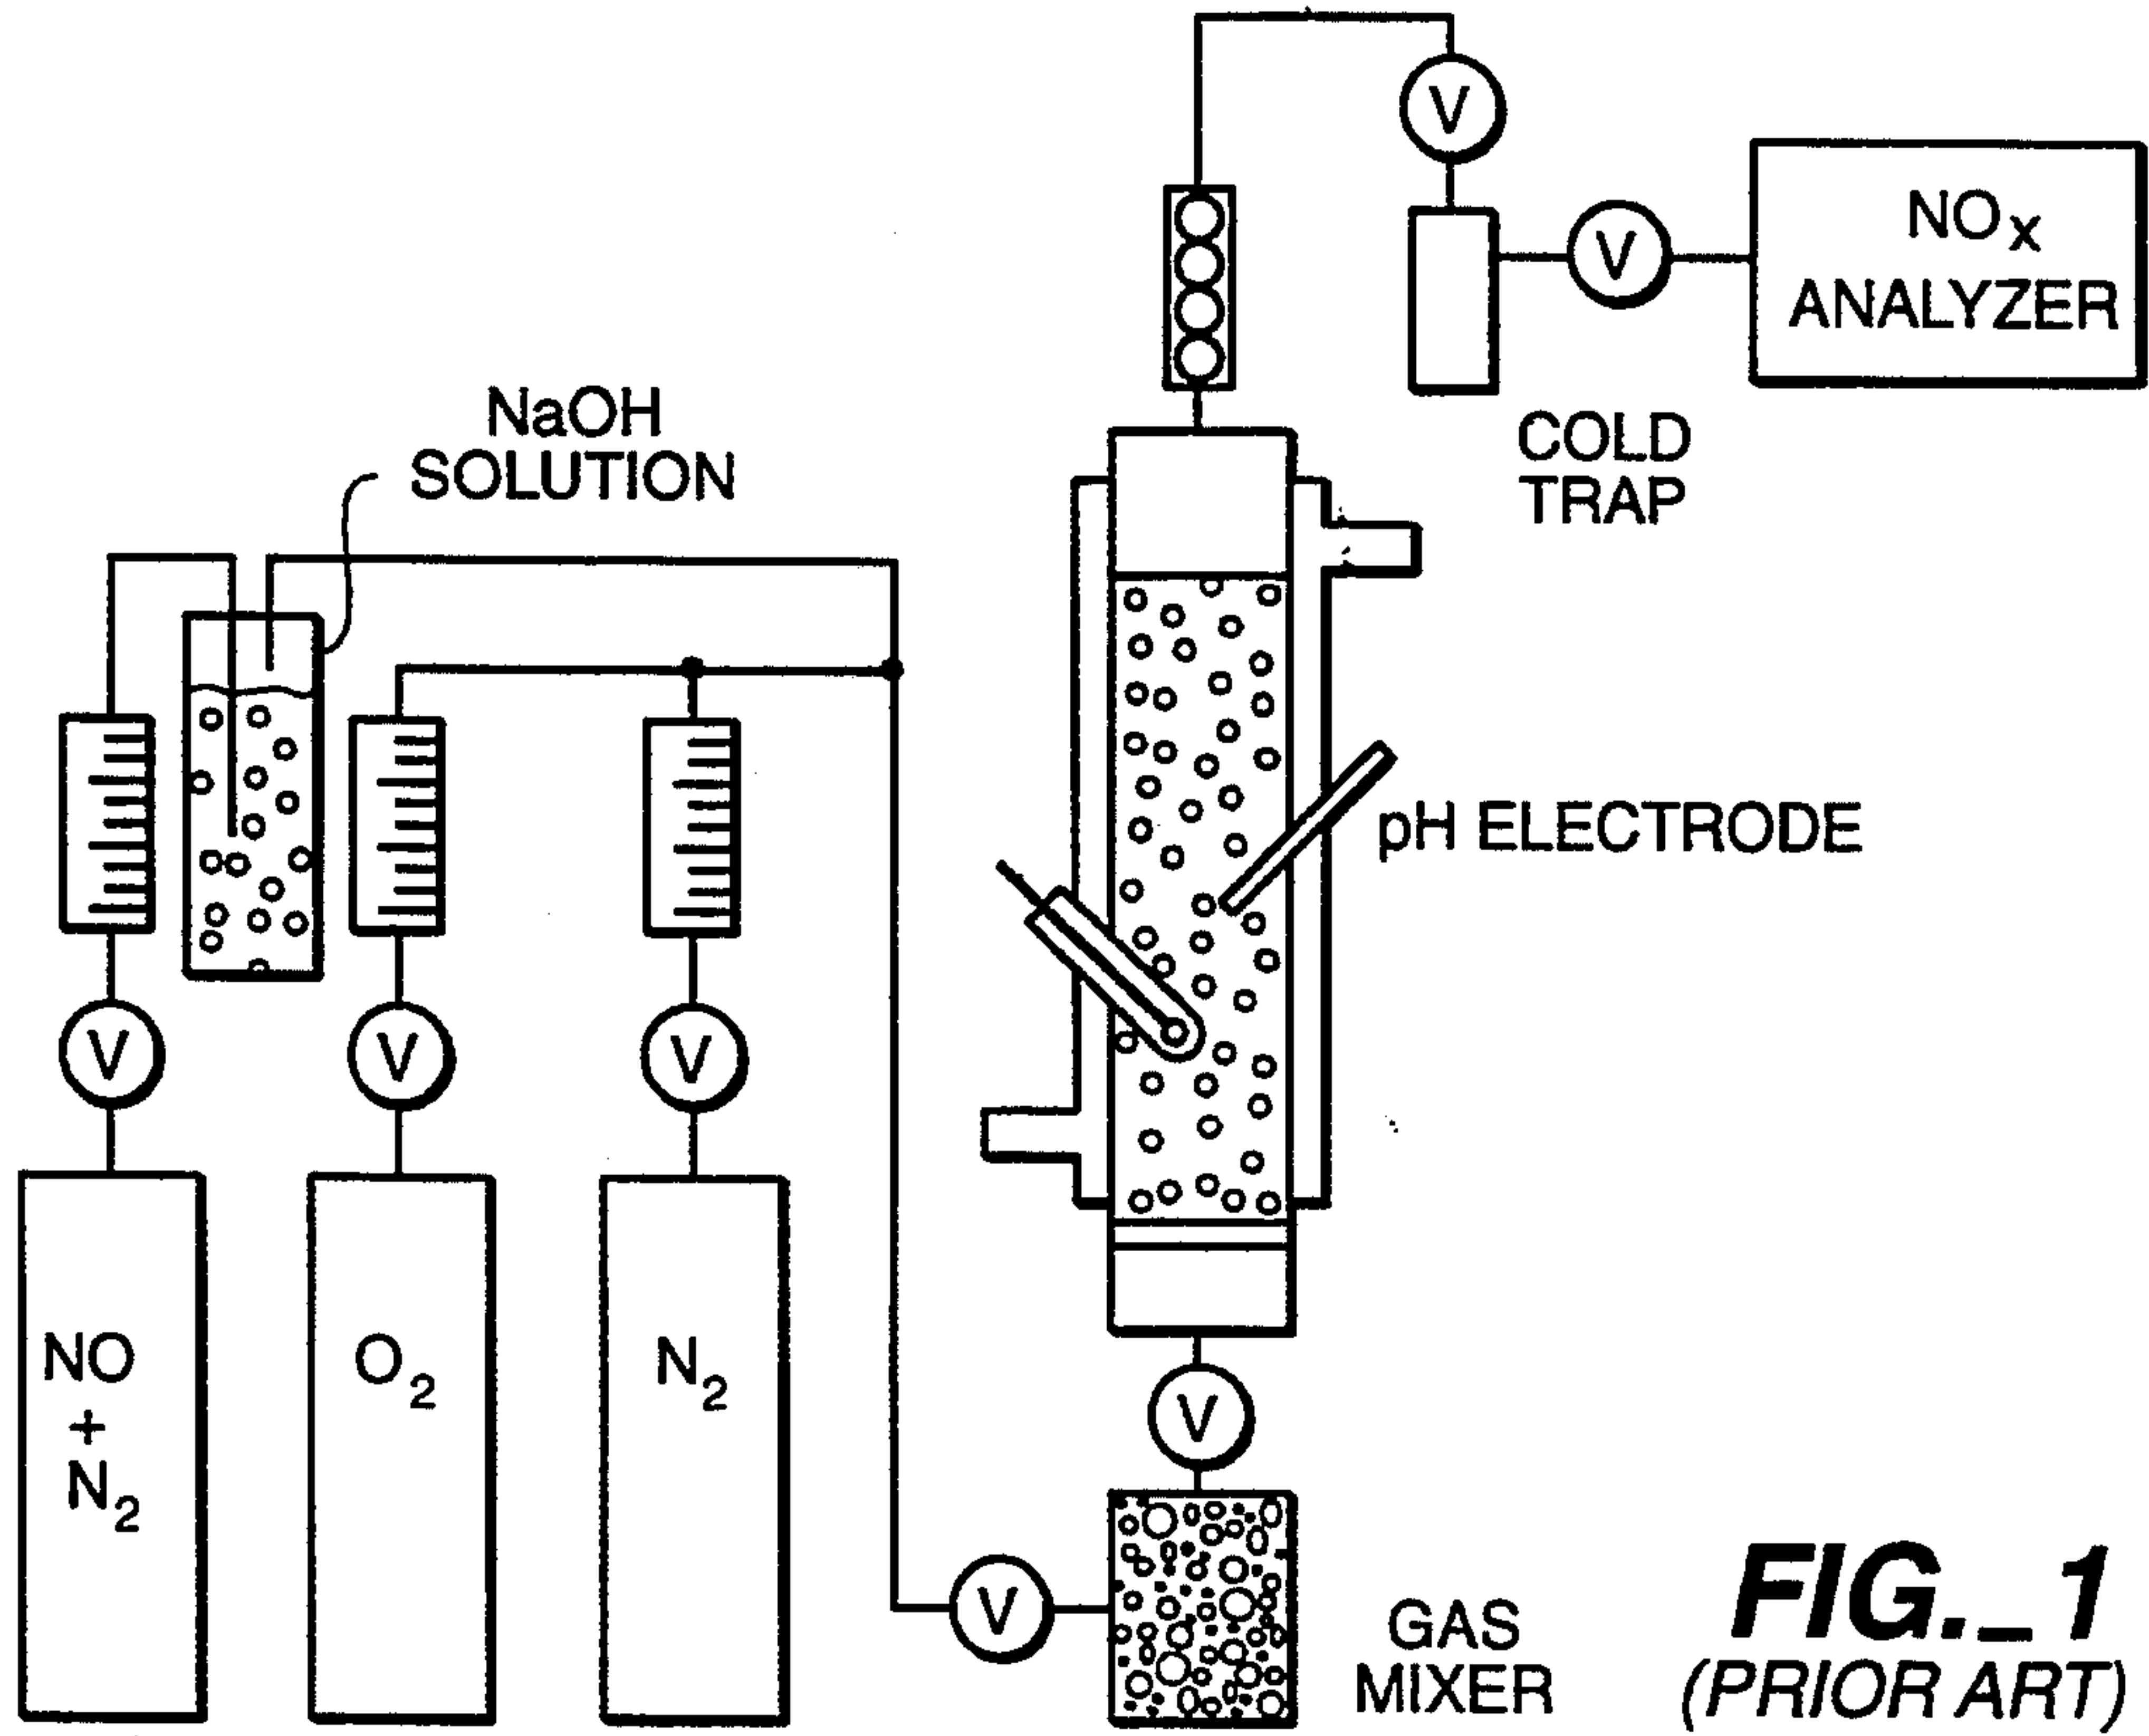 V
NOx
V
ANALYZER
NaOH
SOLUTION
COLD
TRAP
pH ELECTRODE
V
V
V
NO
+
N2
O2
N2
V
V
GAS
MIXER
FIG._1
(PRIOR ART)